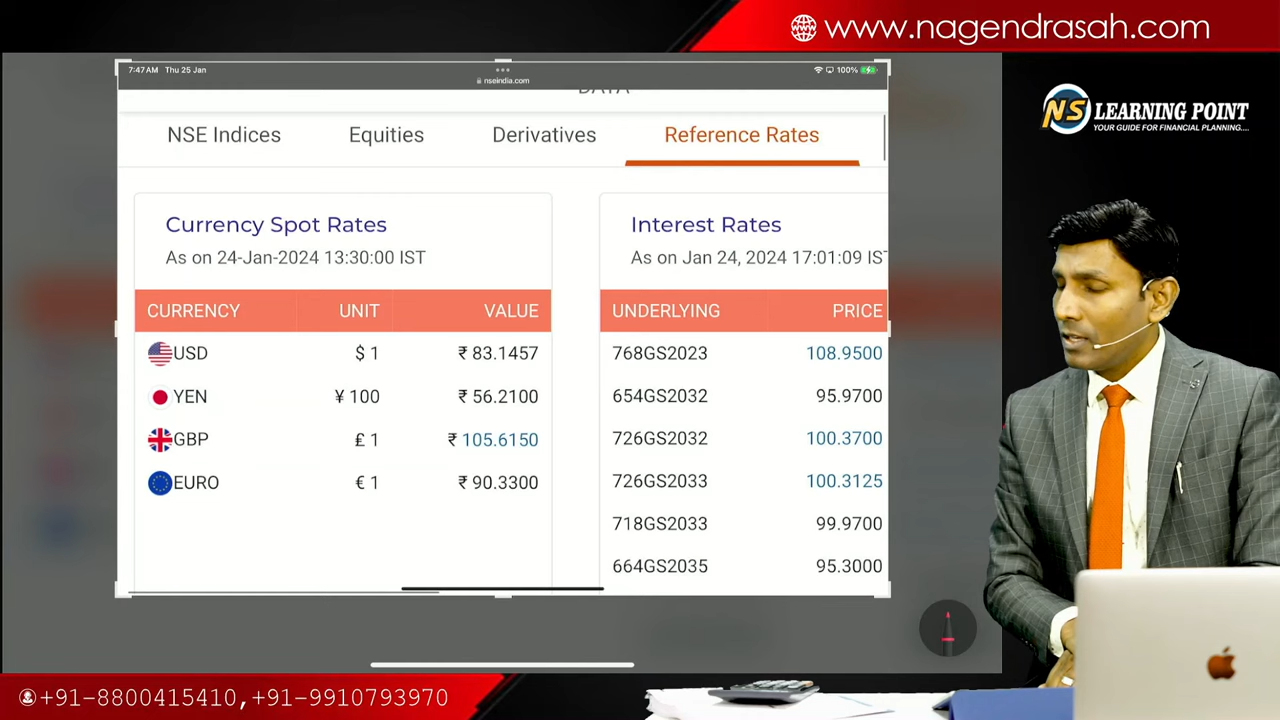 www.nagendrasah.com
NS LEARNING POINT
YOUR GUIDE FOR FINANCIAL PLANNING....
7:47 AM Thu 25 Jan
100%
nseindia.com
DATA
NSE Indices Equities Derivatives Reference Rates
Currency Spot Rates
As on 24-Jan-2024 13:30:00 IST
CURRENCY UNIT VALUE
USD $ 1 ₹ 83.1457
YEN ¥ 100 ₹ 56.2100
GBP £ 1 ₹ 105.6150
EURO € 1 ₹ 90.3300
Interest Rates
As on Jan 24, 2024 17:01:09 IST
UNDERLYING PRICE
768GS2023 108.9500
654GS2032 95.9700
726GS2032 100.3700
726GS2033 100.3125
718GS2033 99.9700
664GS2035 95.3000
+91-8800415410,+91-9910793970